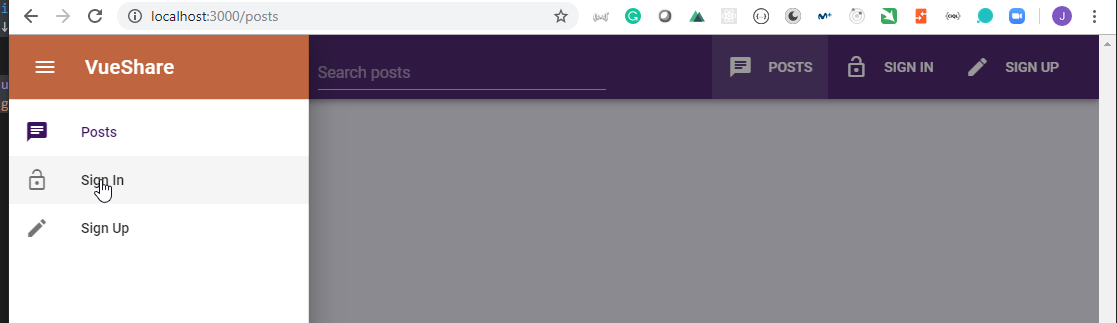 localhost:3000/posts
VueShare
Search posts
POSTS
SIGN IN
SIGN UP
Posts
Sign In
Sign Up
J